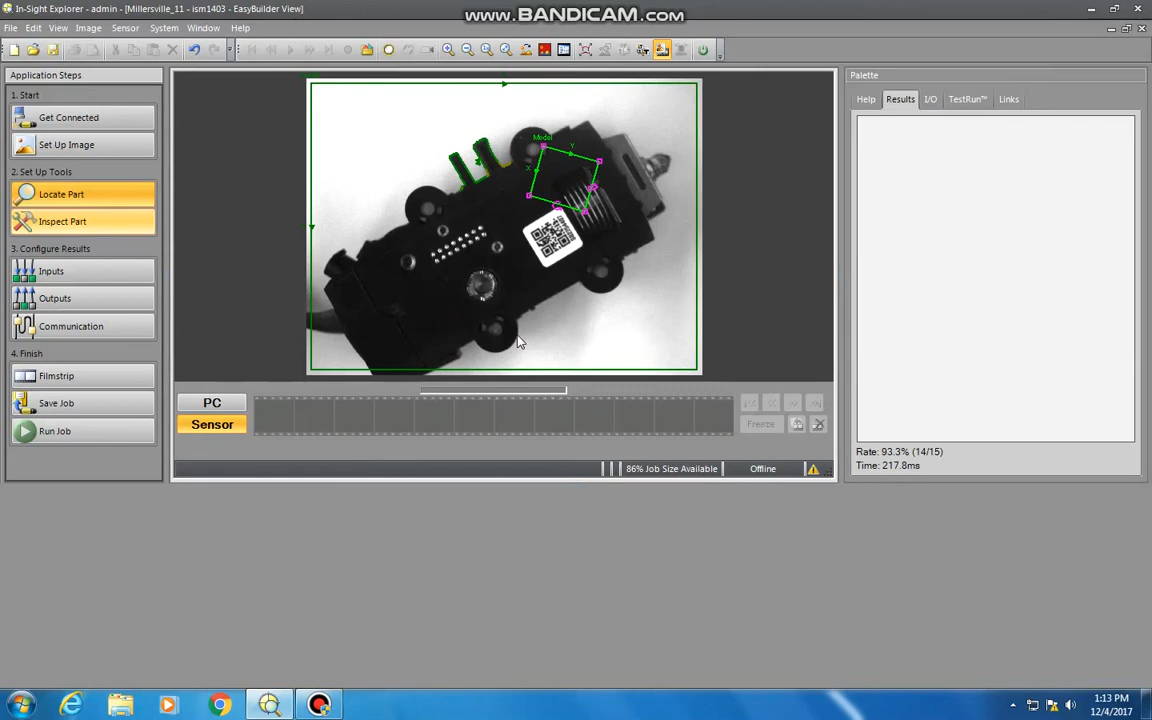 In-Sight Explorer - admin - [Millersville_11 - ism1403 - EasyBuilder View]
www.BANDICAM.com
File Edit View Image Sensor System Window Help
Application Steps
1. Start
Get Connected
Set Up Image
2. Set Up Tools
Locate Part
Inspect Part
3. Configure Results
Inputs
Outputs
Communication
4. Finish
Filmstrip
Save Job
Run Job
Model
Y
X
PC
Sensor
Freeze
86% Job Size Available
Offline
Palette
Help Results I/O TestRun™ Links
Rate: 93.3% (14/15)
Time: 217.8ms
1:13 PM
12/4/2017